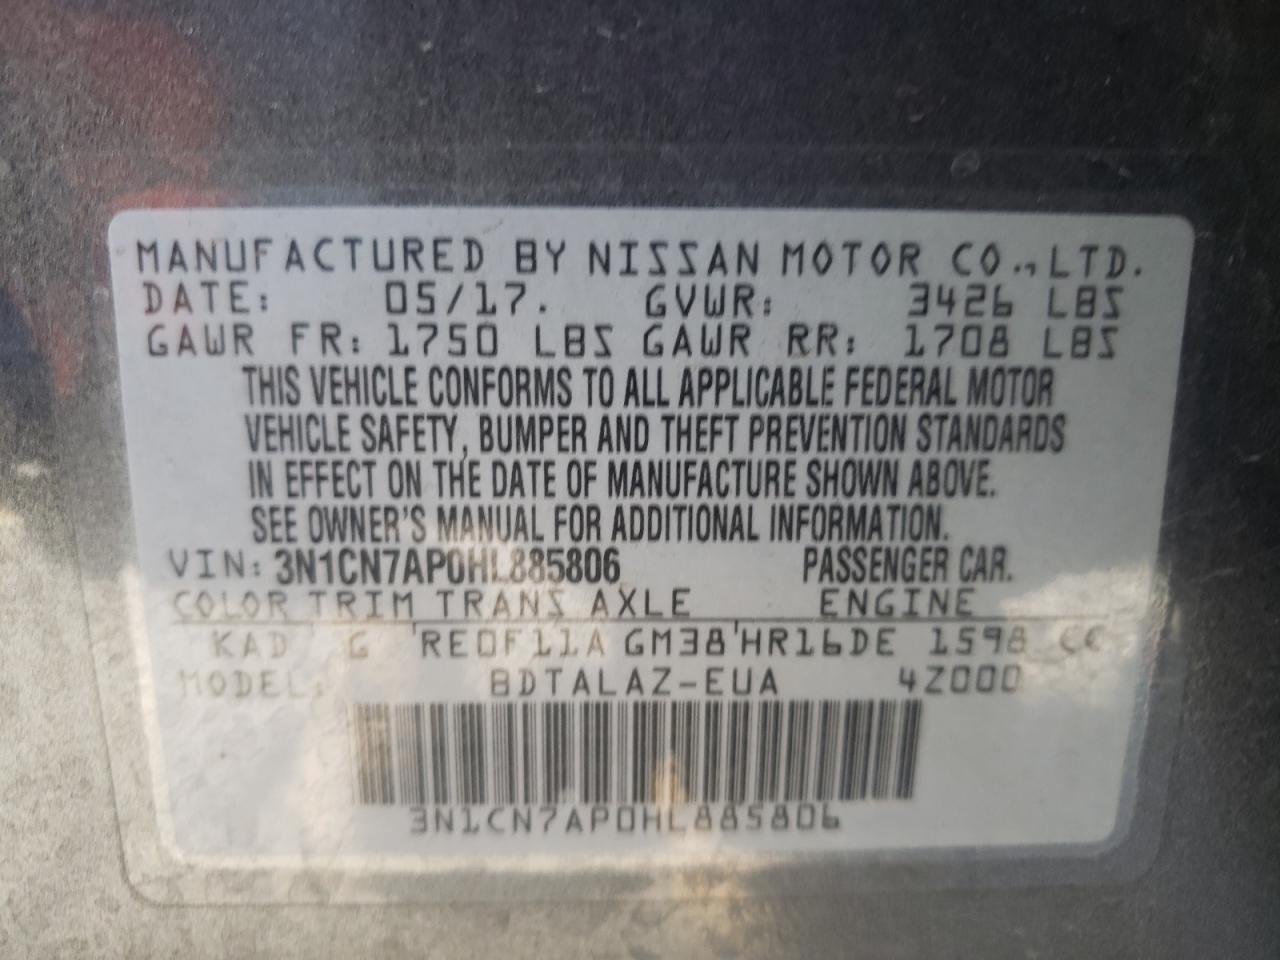 MANUFACTURED BY NISSAN MOTOR CO., LTD.
DATE: 05/17. GVWR: 3426 LBS
GAWR FR: 1750 LBS GAWR RR: 1708 LBS
THIS VEHICLE CONFORMS TO ALL APPLICABLE FEDERAL MOTOR
VEHICLE SAFETY, BUMPER AND THEFT PREVENTION STANDARDS
IN EFFECT ON THE DATE OF MANUFACTURE SHOWN ABOVE.
SEE OWNER'S MANUAL FOR ADDITIONAL INFORMATION.
VIN: 3N1CN7AP0HL885806 PASSENGER CAR.
COLOR TRIM TRANS AXLE ENGINE
KAD G RE0F11A GM38 HR16DE 1598 CC
MODEL: BDTALAZ-EUA 4Z000
3N1CN7AP0HL885806